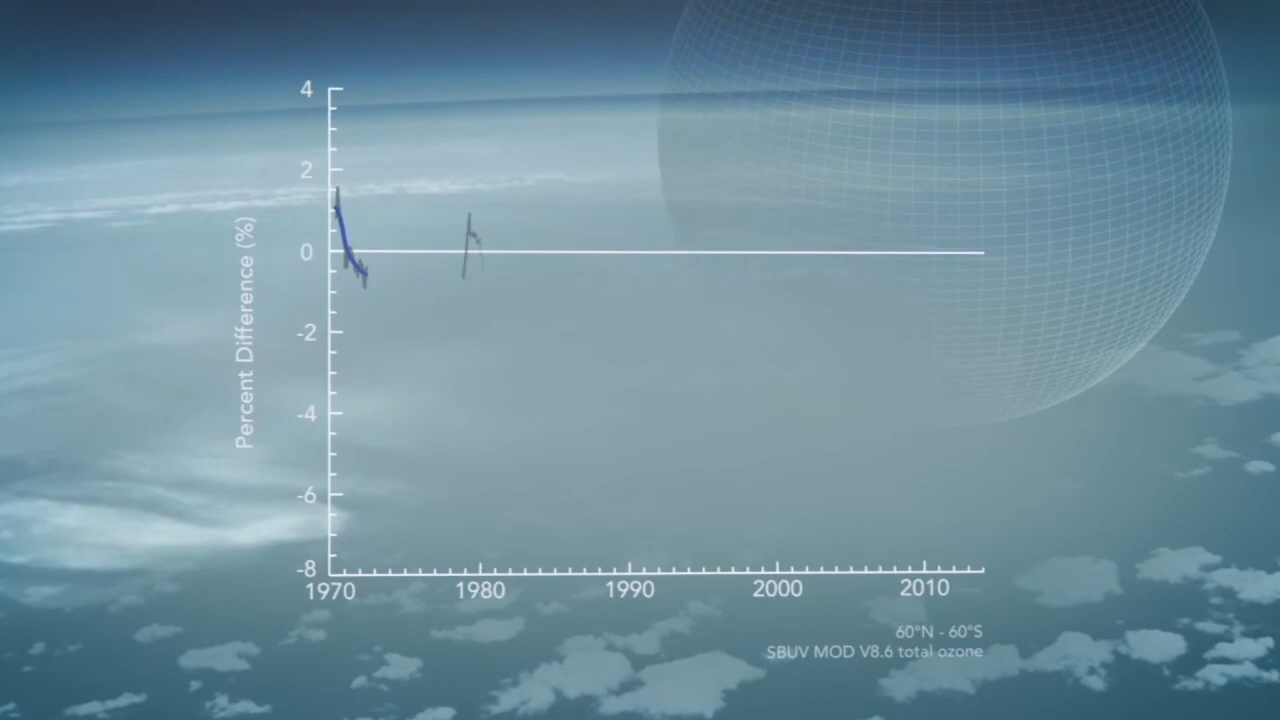 4
2
0
-2
-4
-6
-8
Percent Difference (%)
1970 1980 1990 2000 2010
60°N - 60°S
SBUV MOD V8.6 total ozone